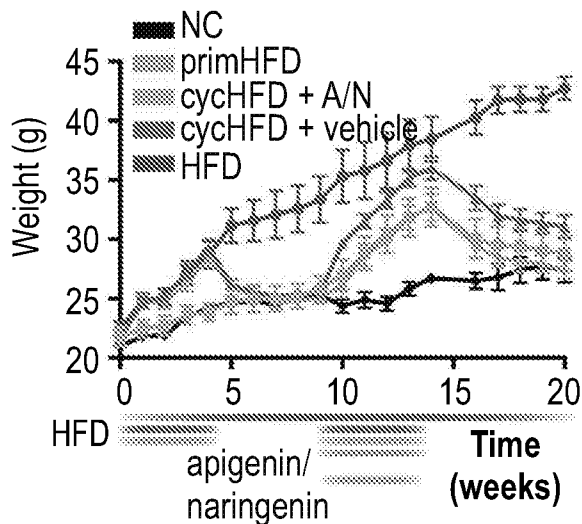 NC
primHFD
cycHFD + A/N
cycHFD + vehicle
HFD
45
40
35
30
25
20
Weight (g)
0 5 10 15 20
HFD
apigenin/
naringenin
Time
(weeks)